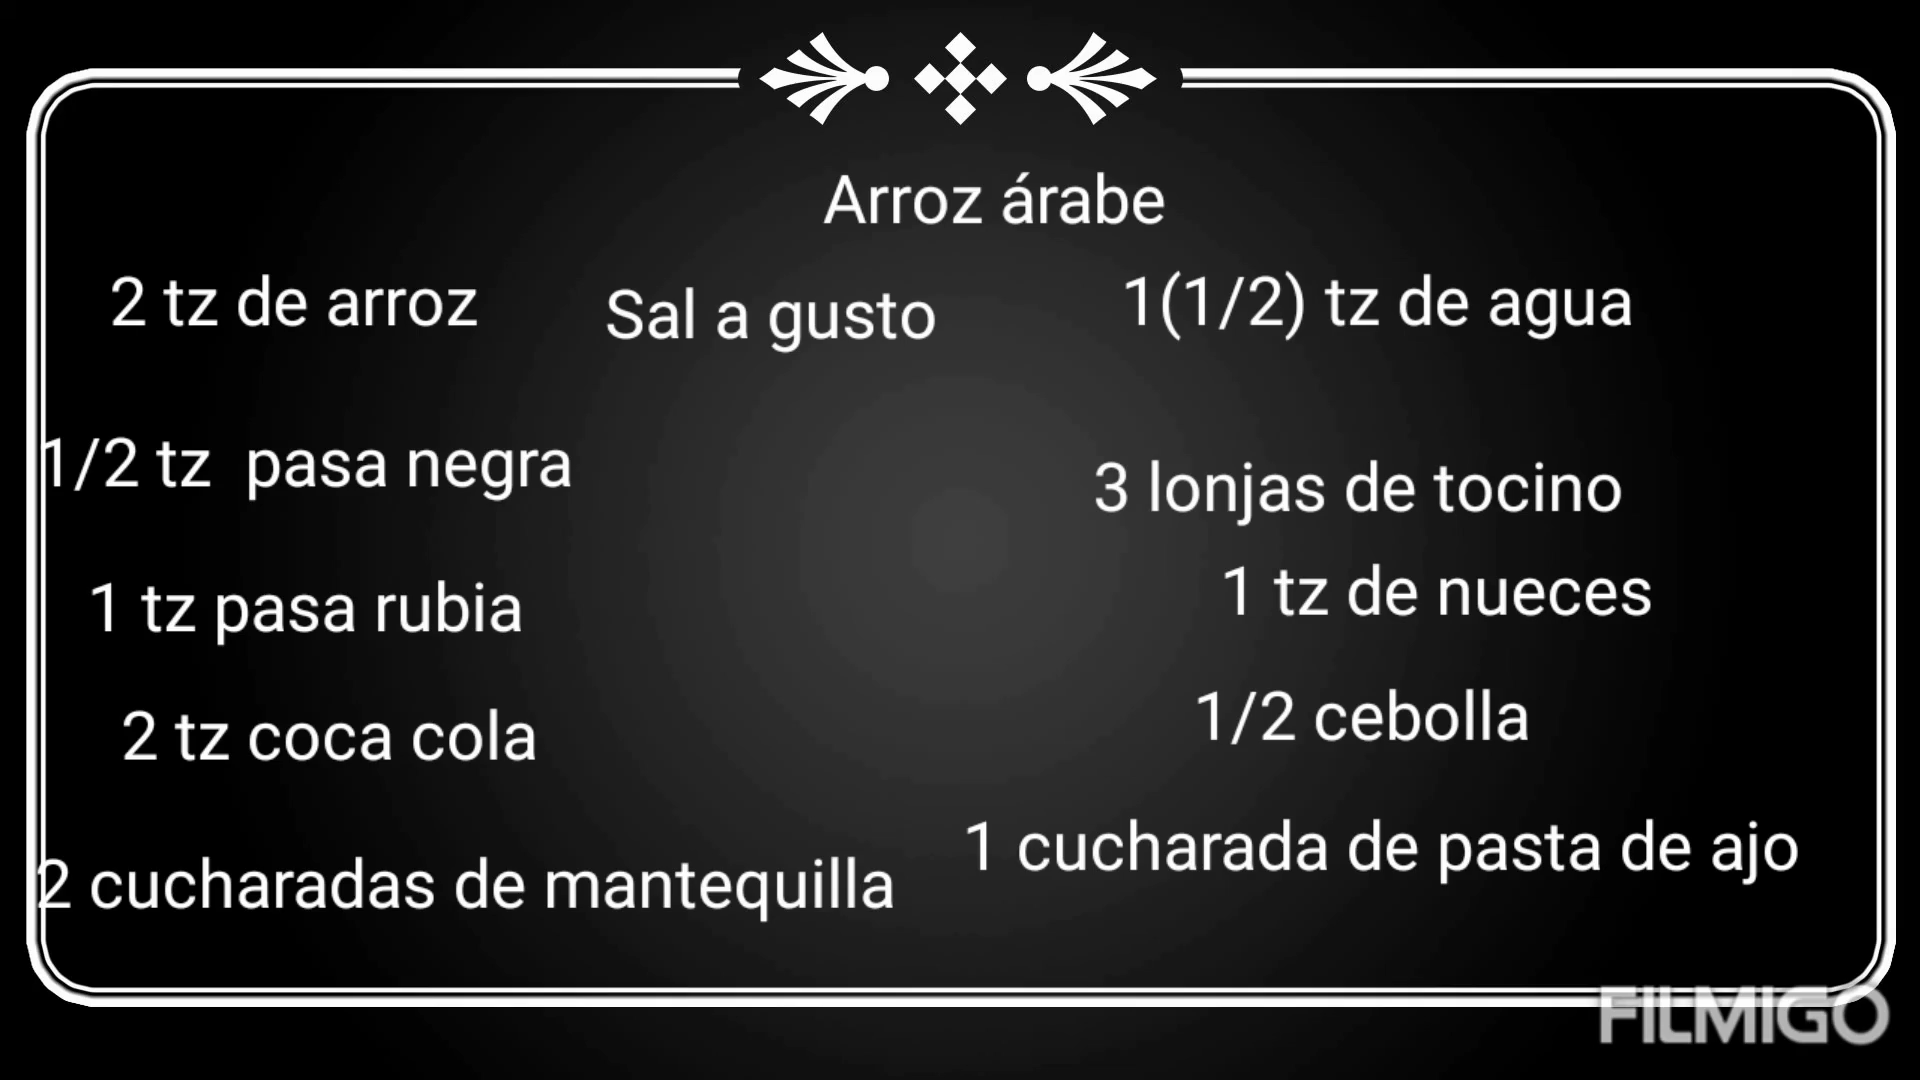 Arroz árabe
2 tz de arroz
Sal a gusto
1(1/2) tz de agua
1/2 tz  pasa negra
3 lonjas de tocino
1 tz pasa rubia
1 tz de nueces
2 tz coca cola
1/2 cebolla
2 cucharadas de mantequilla
1 cucharada de pasta de ajo
FILMIGO